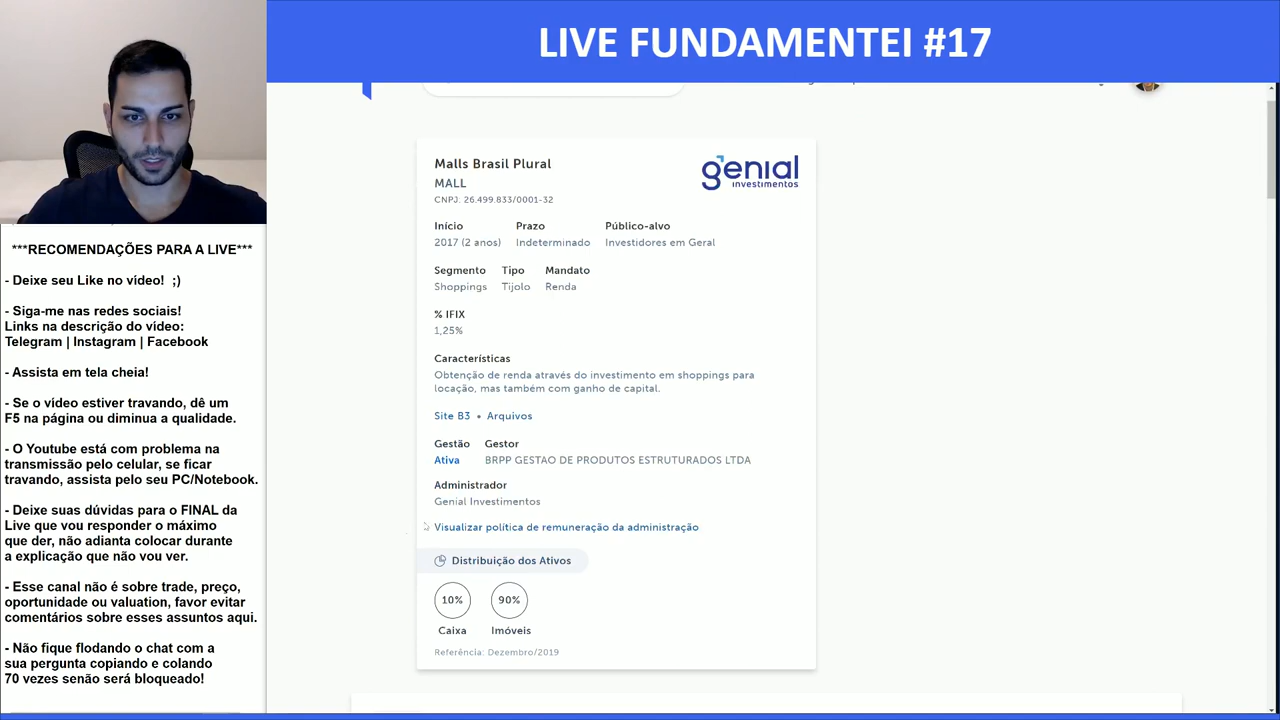 LIVE FUNDAMENTEI #17
***RECOMENDAÇÕES PARA A LIVE***
- Deixe seu Like no vídeo!  ;)
- Siga-me nas redes sociais!
Links na descrição do vídeo:
Telegram | Instagram | Facebook
- Assista em tela cheia!
- Se o vídeo estiver travando, dê um
F5 na página ou diminua a qualidade.
- O Youtube está com problema na
transmissão pelo celular, se ficar
travando, assista pelo seu PC/Notebook.
- Deixe suas dúvidas para o FINAL da
Live que vou responder o máximo
que der, não adianta colocar durante
a explicação que não vou ver.
- Esse canal não é sobre trade, preço,
oportunidade ou valuation, favor evitar
comentários sobre esses assuntos aqui.
- Não fique flodando o chat com a
sua pergunta copiando e colando
70 vezes senão será bloqueado!
Malls Brasil Plural
MALL
CNPJ: 26.499.833/0001-32
genial
investimentos
Início Prazo Público-alvo
2017 (2 anos) Indeterminado Investidores em Geral
Segmento Tipo Mandato
Shoppings Tijolo Renda
% IFIX
1,25%
Características
Obtenção de renda através do investimento em shoppings para
locação, mas também com ganho de capital.
Site B3 • Arquivos
Gestão Gestor
Ativa BRPP GESTAO DE PRODUTOS ESTRUTURADOS LTDA
Administrador
Genial Investimentos
Visualizar política de remuneração da administração
Distribuição dos Ativos
10% 90%
Caixa Imóveis
Referência: Dezembro/2019